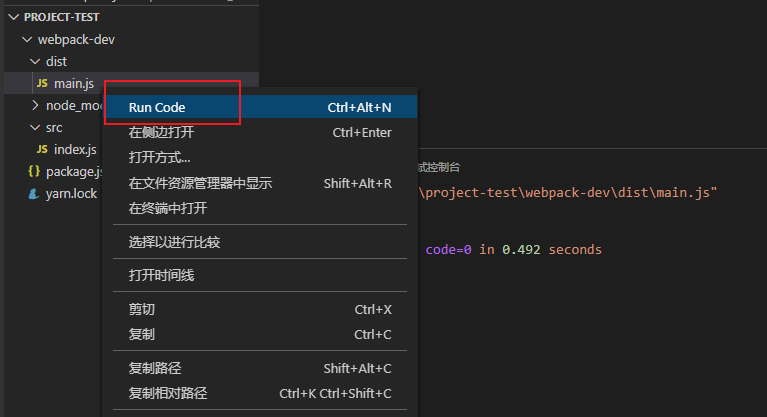 PROJECT-TEST
webpack-dev
dist
JS main.js
node_mod
src
JS index.js
{} package.js
yarn.lock
Run Code Ctrl+Alt+N
在侧边打开 Ctrl+Enter
打开方式...
在文件资源管理器中显示 Shift+Alt+R
在终端中打开
选择以进行比较
打开时间线
剪切 Ctrl+X
复制 Ctrl+C
复制路径 Shift+Alt+C
复制相对路径 Ctrl+K Ctrl+Shift+C
试控制台
\project-test\webpack-dev\dist\main.js"
code=0 in 0.492 seconds